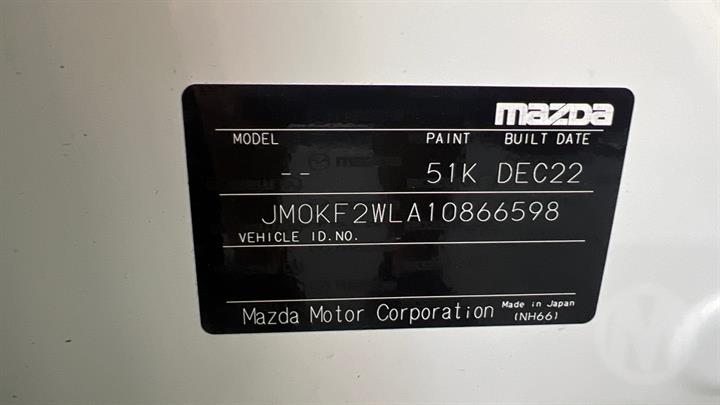 mazda
MODEL PAINT BUILT DATE
-- 51K DEC22
JM0KF2WLA10866598
VEHICLE ID.NO.
Mazda Motor Corporation Made in Japan
(NH66)